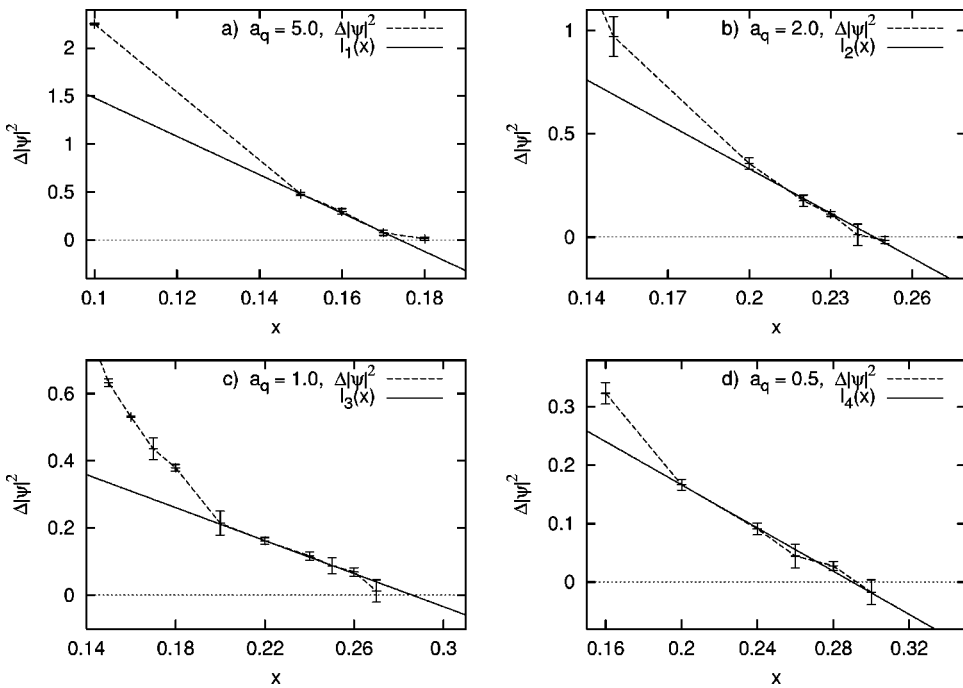 a) a_q = 5.0, Δ|ψ|^2
l_1(x)
2
1.5
1
0.5
0
Δ|ψ|^2
0.1 0.12 0.14 0.16 0.18
x
b) a_q = 2.0, Δ|ψ|^2
l_2(x)
1
0.5
0
Δ|ψ|^2
0.14 0.17 0.2 0.23 0.26
x
c) a_q = 1.0, Δ|ψ|^2
l_3(x)
0.6
0.4
0.2
0
Δ|ψ|^2
0.14 0.18 0.22 0.26 0.3
x
d) a_q = 0.5, Δ|ψ|^2
l_4(x)
0.3
0.2
0.1
0
Δ|ψ|^2
0.16 0.2 0.24 0.28 0.32
x